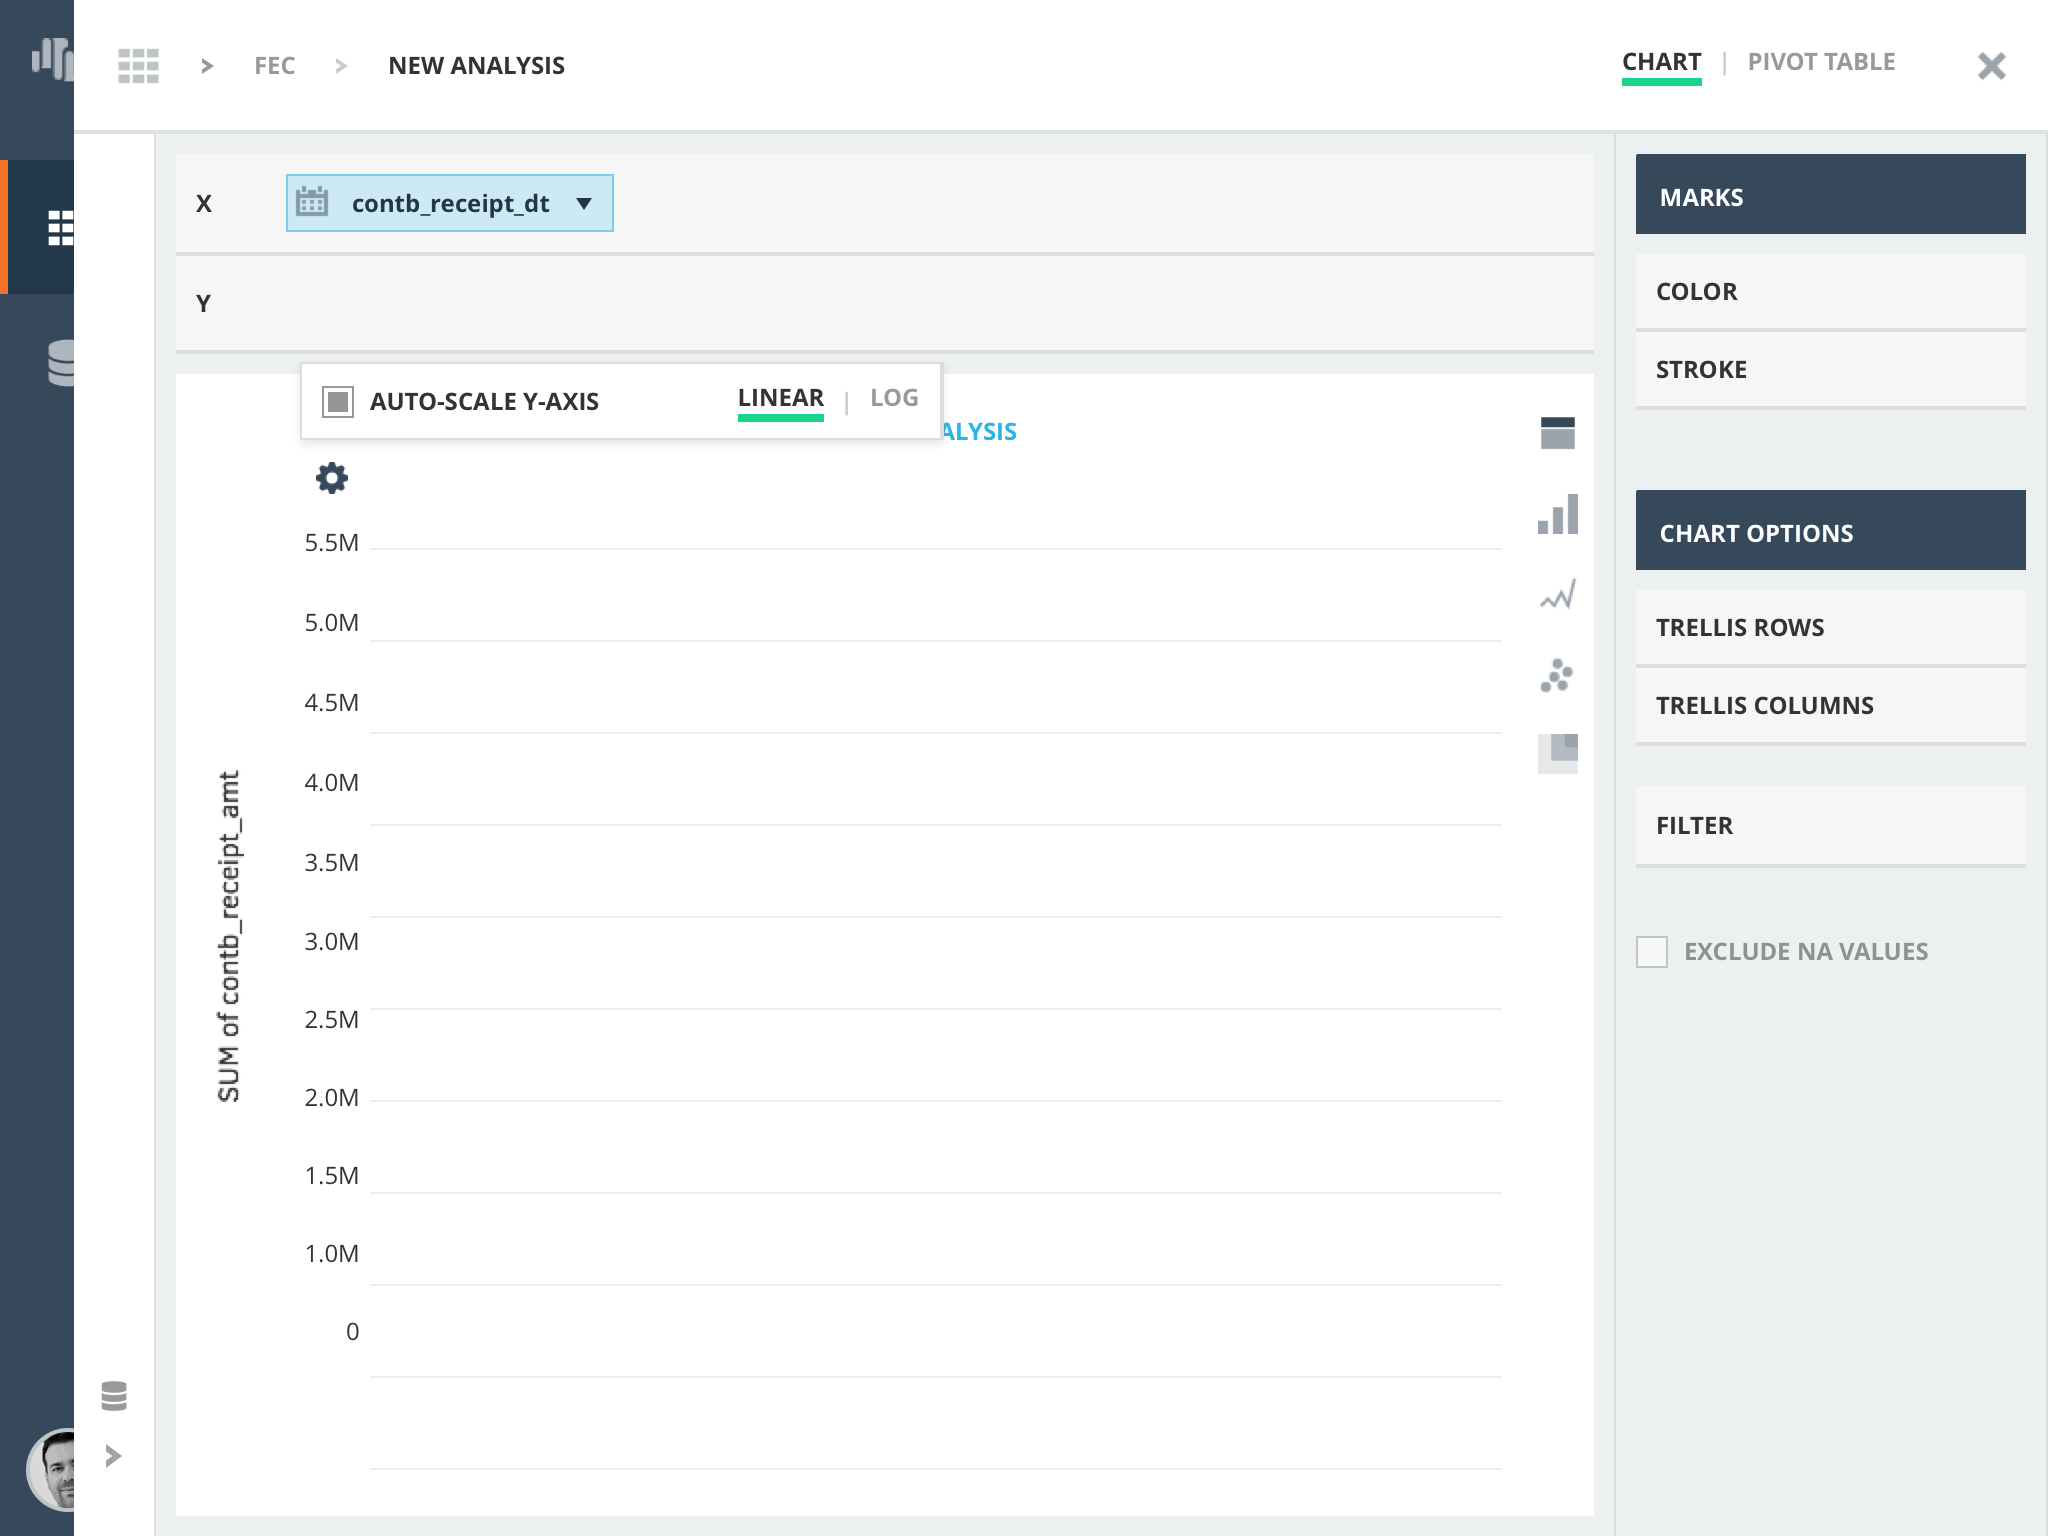 FEC
NEW ANALYSIS
CHART | PIVOT TABLE
X
contb_receipt_dt
Y
AUTO-SCALE Y-AXIS
LINEAR | LOG
ALYSIS
5.5M
5.0M
4.5M
4.0M
3.5M
3.0M
2.5M
2.0M
1.5M
1.0M
0
SUM of contb_receipt_amt
MARKS
COLOR
STROKE
CHART OPTIONS
TRELLIS ROWS
TRELLIS COLUMNS
FILTER
EXCLUDE NA VALUES